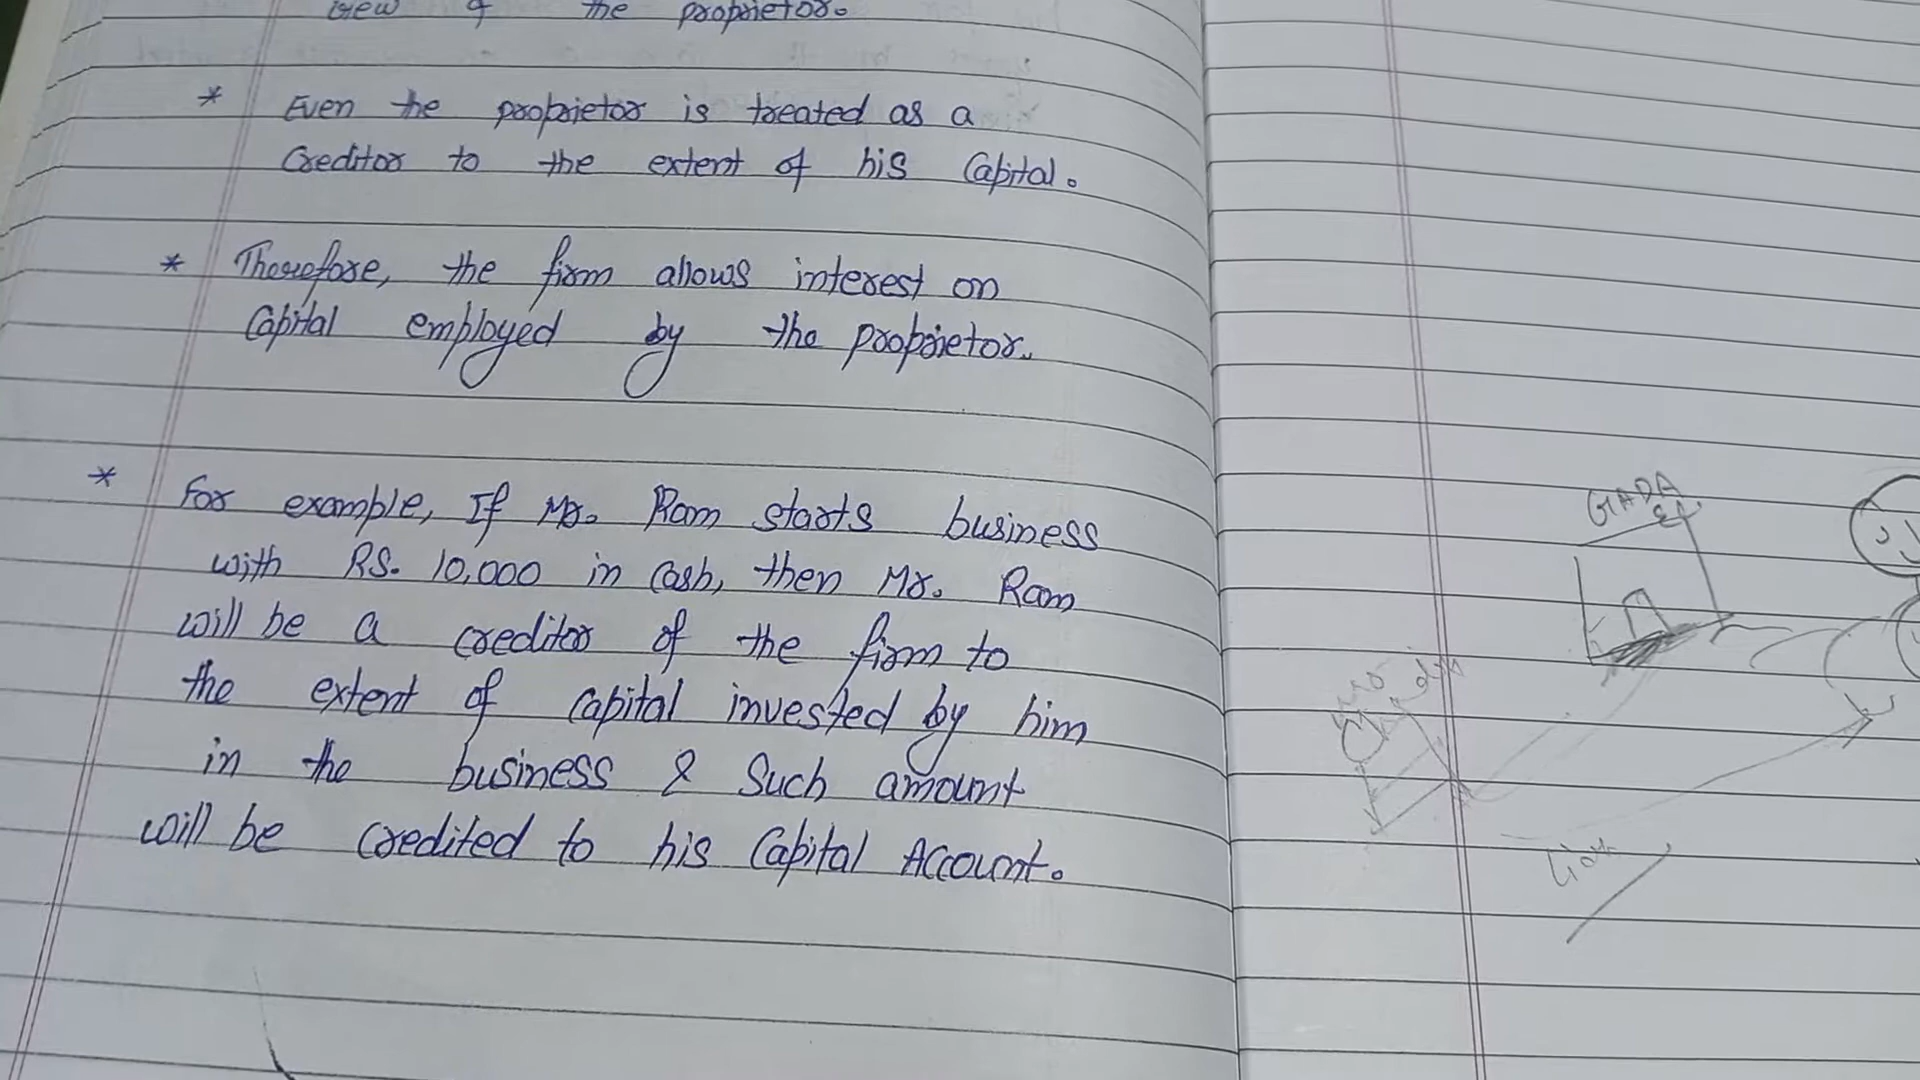 view of the proprietor.
* Even the proprietor is treated as a
Creditor to the extent of his Capital.
* Therefore, the firm allows interest on
Capital employed by the proprietor.
* For example, If Mr. Ram starts business
with RS. 10,000 in Cash, then Mr. Ram
will be a creditor of the firm to
the extent of capital invested by him
in the business & Such amount
will be credited to his Capital Account.
GADA